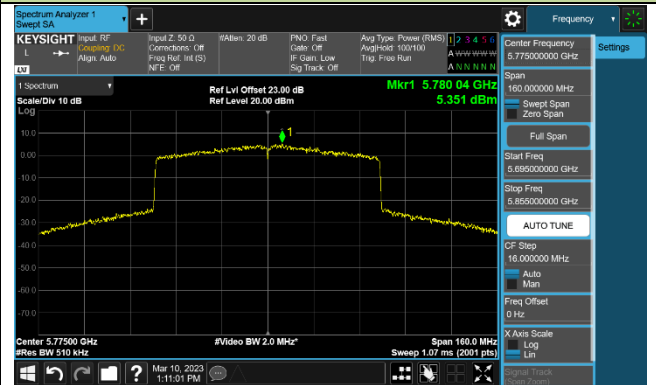 Spectrum Analyzer 1
Swept SA
Frequency
KEYSIGHT
Input: RF
Coupling: DC
Align: Auto
Input Z: 50 Ω
Corrections: Off
Freq Ref: Int (S)
NFE: Off
#Atten: 20 dB
PNO: Fast
Gate: Off
IF Gain: Low
Sig Track: Off
Avg Type: Power (RMS)
Avg|Hold: 100/100
Trig: Free Run
1 2 3 4 5 6
A W W W W W
A N N N N N
L
LXI
1 Spectrum
Scale/Div 10 dB
Log
Ref Lvl Offset 23.00 dB
Ref Level 20.00 dBm
Mkr1 5.780 04 GHz
5.351 dBm
1
10.0
0.00
-10.0
-20.0
-30.0
-40.0
-50.0
-60.0
-70.0
Center 5.77500 GHz
#Res BW 510 kHz
#Video BW 2.0 MHz*
Span 160.0 MHz
Sweep 1.07 ms (2001 pts)
Mar 10, 2023
1:11:01 PM
Center Frequency
5.775000000 GHz
Settings
Span
160.000000 MHz
Swept Span
Zero Span
Full Span
Start Freq
5.695000000 GHz
Stop Freq
5.855000000 GHz
AUTO TUNE
CF Step
16.000000 MHz
Auto
Man
Freq Offset
0 Hz
X Axis Scale
Log
Lin
Signal Track
(Span Zoom)